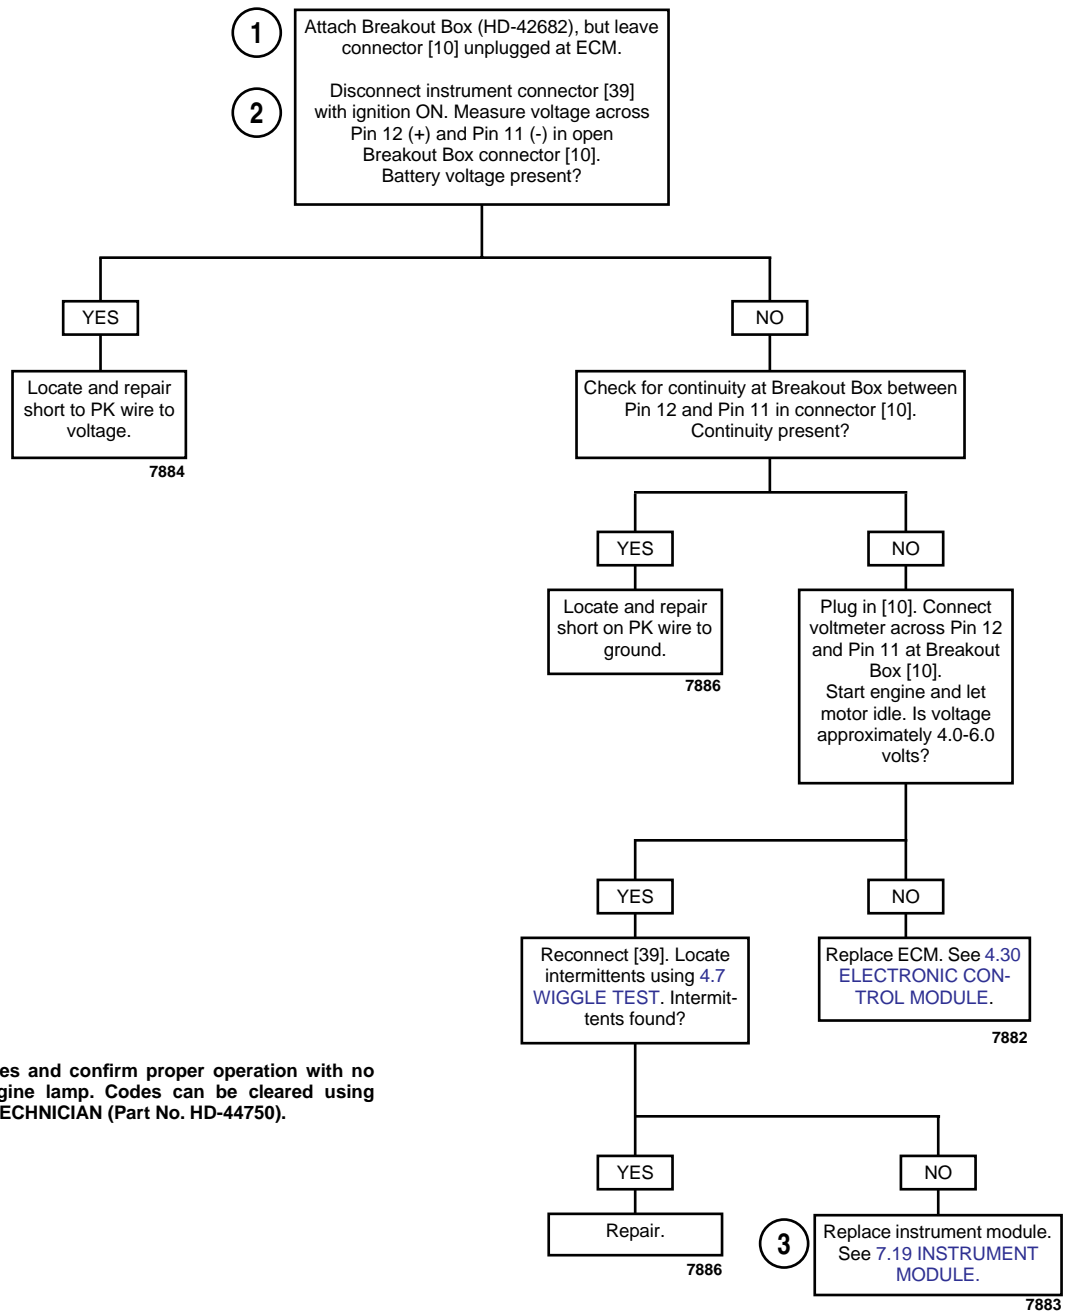 1
Attach Breakout Box (HD-42682), but leave
connector [10] unplugged at ECM.
2
Disconnect instrument connector [39]
with ignition ON. Measure voltage across
Pin 12 (+) and Pin 11 (-) in open
Breakout Box connector [10].
Battery voltage present?
YES
NO
Locate and repair
short to PK wire to
voltage.
7884
Check for continuity at Breakout Box between
Pin 12 and Pin 11 in connector [10].
Continuity present?
YES
NO
Locate and repair
short on PK wire to
ground.
7886
Plug in [10]. Connect
voltmeter across Pin 12
and Pin 11 at Breakout
Box [10].
Start engine and let
motor idle. Is voltage
approximately 4.0-6.0
volts?
YES
NO
Reconnect [39]. Locate
intermittents using 4.7
WIGGLE TEST. Intermit-
tents found?
Replace ECM. See 4.30
ELECTRONIC CON-
TROL MODULE.
7882
es and confirm proper operation with no
gine lamp. Codes can be cleared using
ECHNICIAN (Part No. HD-44750).
YES
NO
Repair.
7886
3
Replace instrument module.
See 7.19 INSTRUMENT
MODULE.
7883